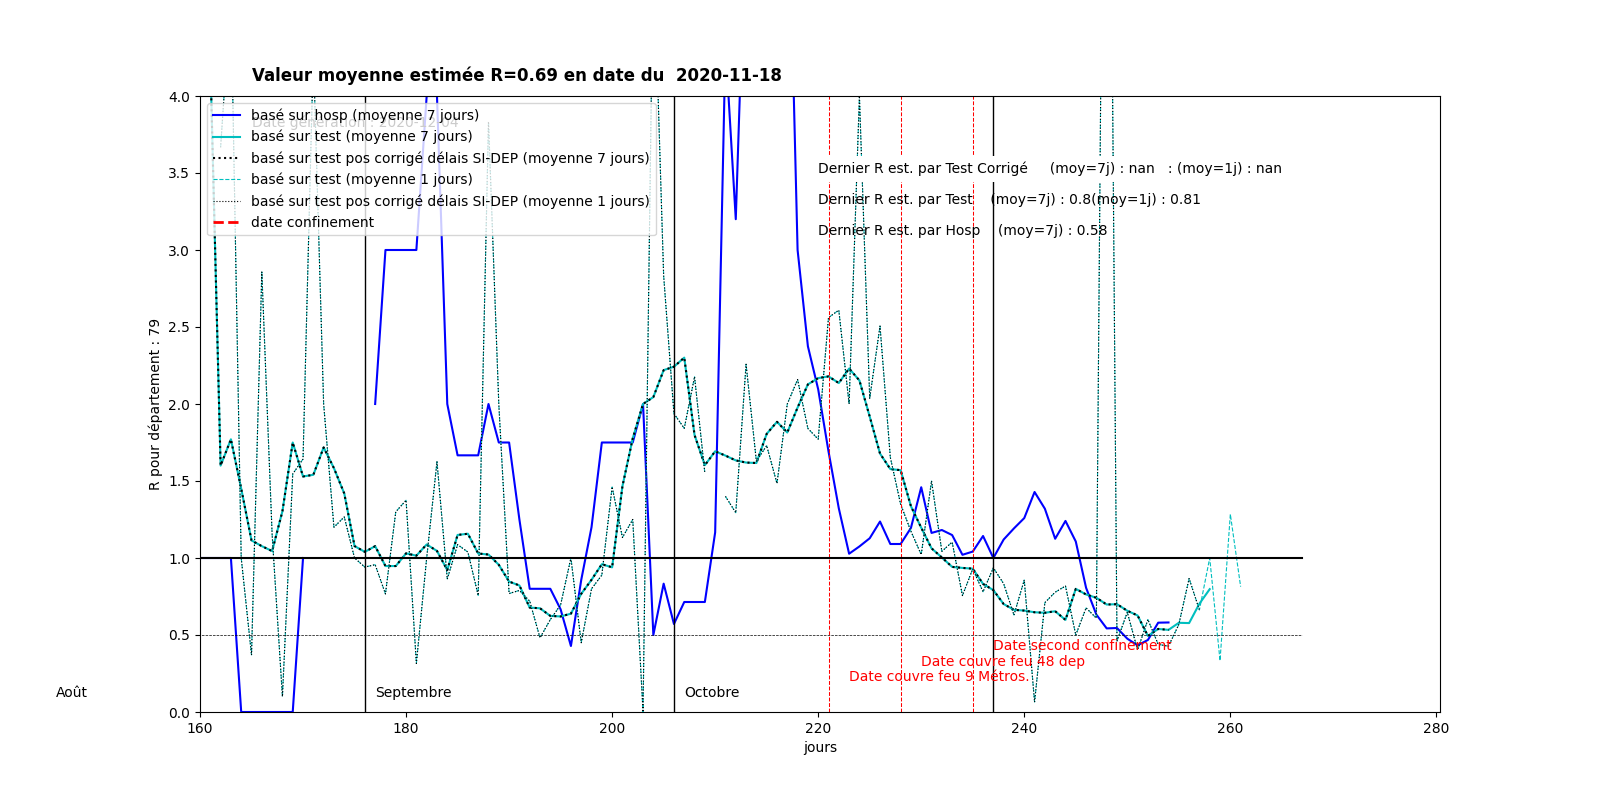 Valeur moyenne estimée R=0.69 en date du  2020-11-18
basé sur hosp (moyenne 7 jours)
basé sur test (moyenne 7 jours)
basé sur test pos corrigé délais SI-DEP (moyenne 7 jours)
basé sur test (moyenne 1 jours)
basé sur test pos corrigé délais SI-DEP (moyenne 1 jours)
date confinement
Dernier R est. par Test Corrigé (moy=7j) : nan : (moy=1j) : nan
Dernier R est. par Test (moy=7j) : 0.8(moy=1j) : 0.81
Dernier R est. par Hosp (moy=7j) : 0.58
4.0
3.5
3.0
2.5
2.0
1.5
1.0
0.5
0.0
R pour département : 79
Date second confinement
Date couvre feu 48 dep
Date couvre feu 9 Métros.
Août
Septembre
Octobre
160 180 200 220 240 260 280
jours